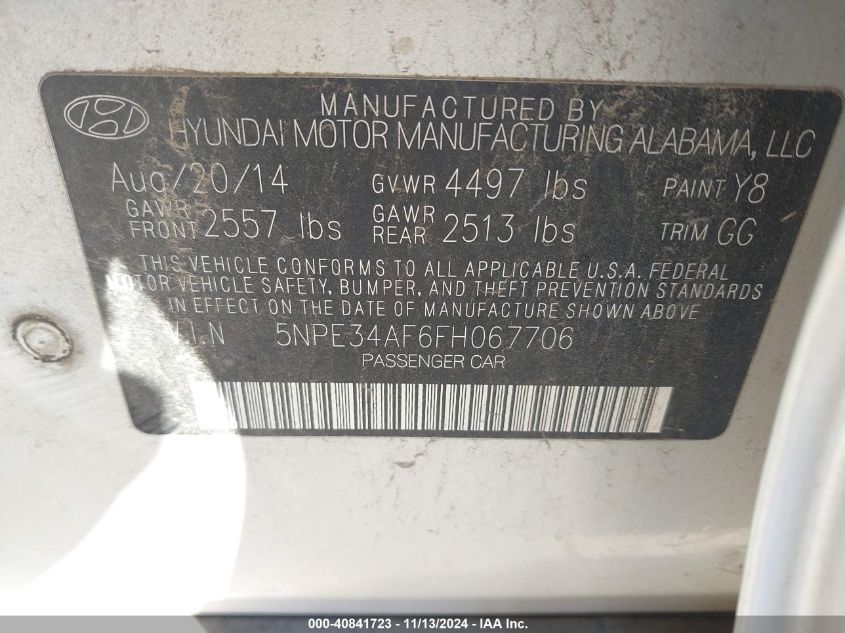 MANUFACTURED BY
HYUNDAI MOTOR MANUFACTURING ALABAMA, LLC
Aug/20/14 GVWR 4497 lbs PAINT Y8
GAWR FRONT 2557 lbs GAWR REAR 2513 lbs TRIM GG
THIS VEHICLE CONFORMS TO ALL APPLICABLE U.S.A. FEDERAL
MOTOR VEHICLE SAFETY, BUMPER, AND THEFT PREVENTION STANDARDS
IN EFFECT ON THE DATE OF MANUFACTURE SHOWN ABOVE.
V.I.N 5NPE34AF6FH067706
PASSENGER CAR
000-40841723 - 11/13/2024 - IAA Inc.